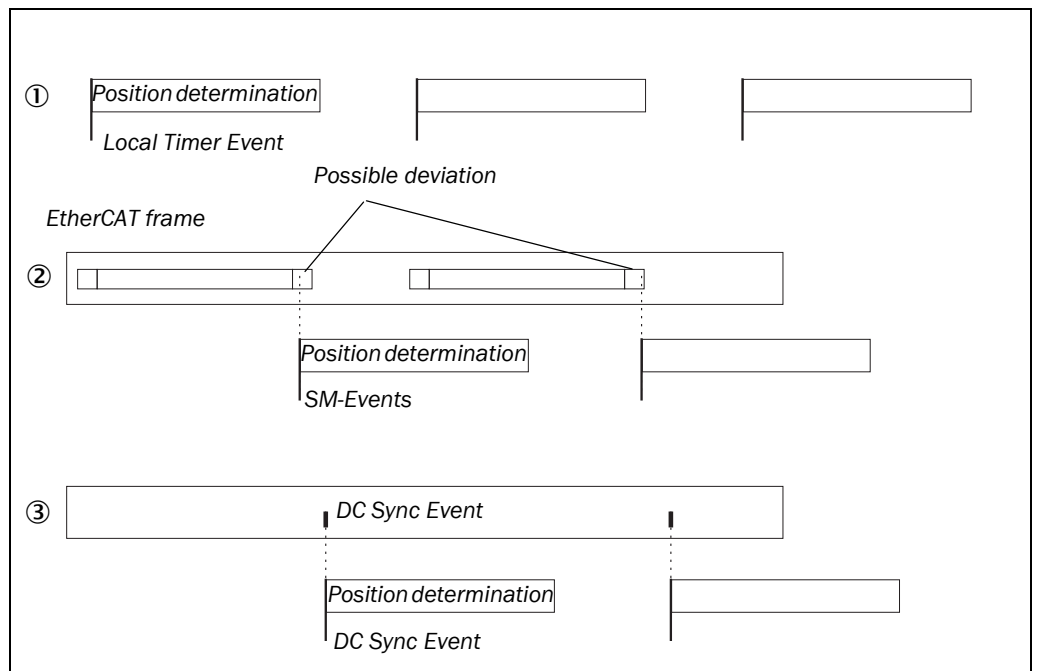 ①
Position determination
Local Timer Event
Possible deviation
EtherCAT frame
②
Position determination
SM-Events
③
DC Sync Event
Position determination
DC Sync Event